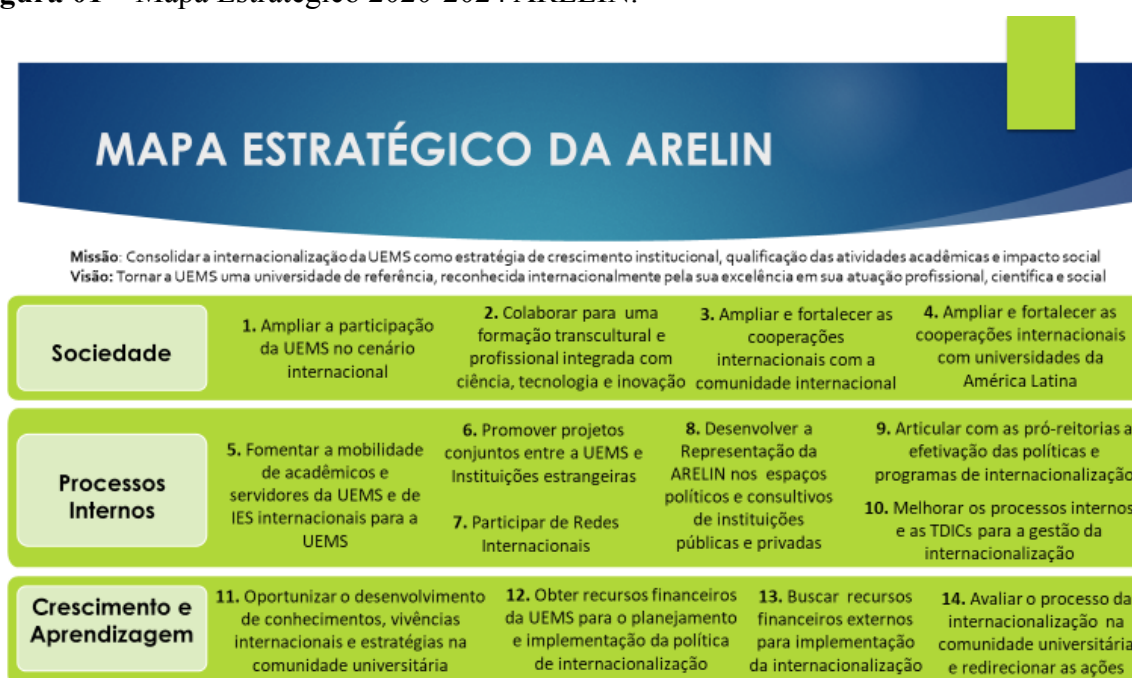 gura 01 – Mapa Estratégico 2020-2024 ARELIN.
MAPA ESTRATÉGICO DA ARELIN
Missão: Consolidar a internacionalização da UEMS como estratégia de crescimento institucional, qualificação das atividades acadêmicas e impacto social
Visão: Tornar a UEMS uma universidade de referência, reconhecida internacionalmente pela sua excelência em sua atuação profissional, científica e social
Sociedade
1. Ampliar a participação
da UEMS no cenário
internacional
2. Colaborar para uma
formação transcultural e
profissional integrada com
ciência, tecnologia e inovação
3. Ampliar e fortalecer as
cooperações
internacionais com a
comunidade internacional
4. Ampliar e fortalecer as
cooperações internacionais
com universidades da
América Latina
Processos
Internos
5. Fomentar a mobilidade
de acadêmicos e
servidores da UEMS e de
IES internacionais para a
UEMS
6. Promover projetos
conjuntos entre a UEMS e
Instituições estrangeiras
7. Participar de Redes
Internacionais
8. Desenvolver a
Representação da
ARELIN nos espaços
políticos e consultivos
de instituições
públicas e privadas
9. Articular com as pró-reitorias a
efetivação das políticas e
programas de internacionalização
10. Melhorar os processos internos
e as TDICs para a gestão da
internacionalização
Crescimento e
Aprendizagem
11. Oportunizar o desenvolvimento
de conhecimentos, vivências
internacionais e estratégias na
comunidade universitária
12. Obter recursos financeiros
da UEMS para o planejamento
e implementação da política
de internacionalização
13. Buscar recursos
financeiros externos
para implementação
da internacionalização
14. Avaliar o processo da
internacionalização na
comunidade universitária
e redirecionar as ações